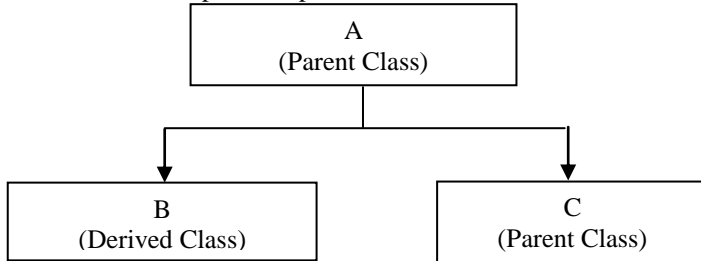 A
(Parent Class)
B
(Derived Class)
C
(Parent Class)